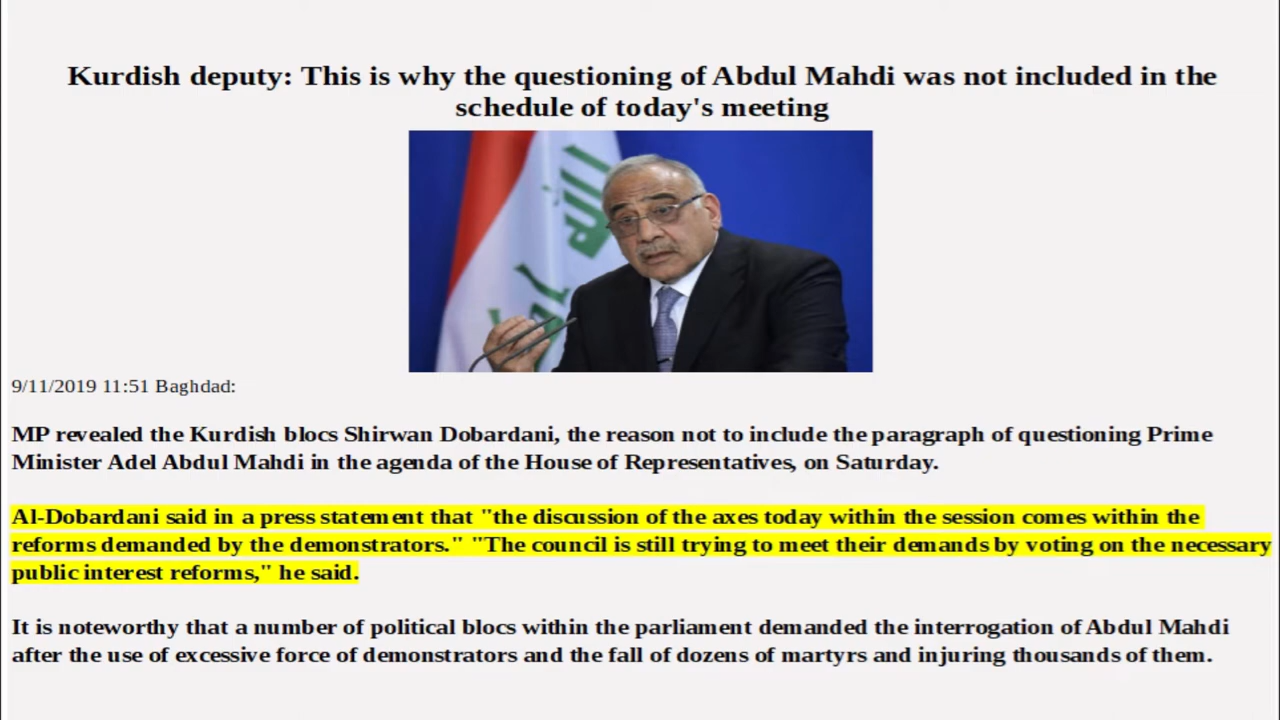 Kurdish deputy: This is why the questioning of Abdul Mahdi was not included in the
schedule of today's meeting
الله
9/11/2019 11:51 Baghdad:
MP revealed the Kurdish blocs Shirwan Dobardani, the reason not to include the paragraph of questioning Prime
Minister Adel Abdul Mahdi in the agenda of the House of Representatives, on Saturday.
Al-Dobardani said in a press statement that "the discussion of the axes today within the session comes within the
reforms demanded by the demonstrators." "The council is still trying to meet their demands by voting on the necessary
public interest reforms," he said.
It is noteworthy that a number of political blocs within the parliament demanded the interrogation of Abdul Mahdi
after the use of excessive force of demonstrators and the fall of dozens of martyrs and injuring thousands of them.